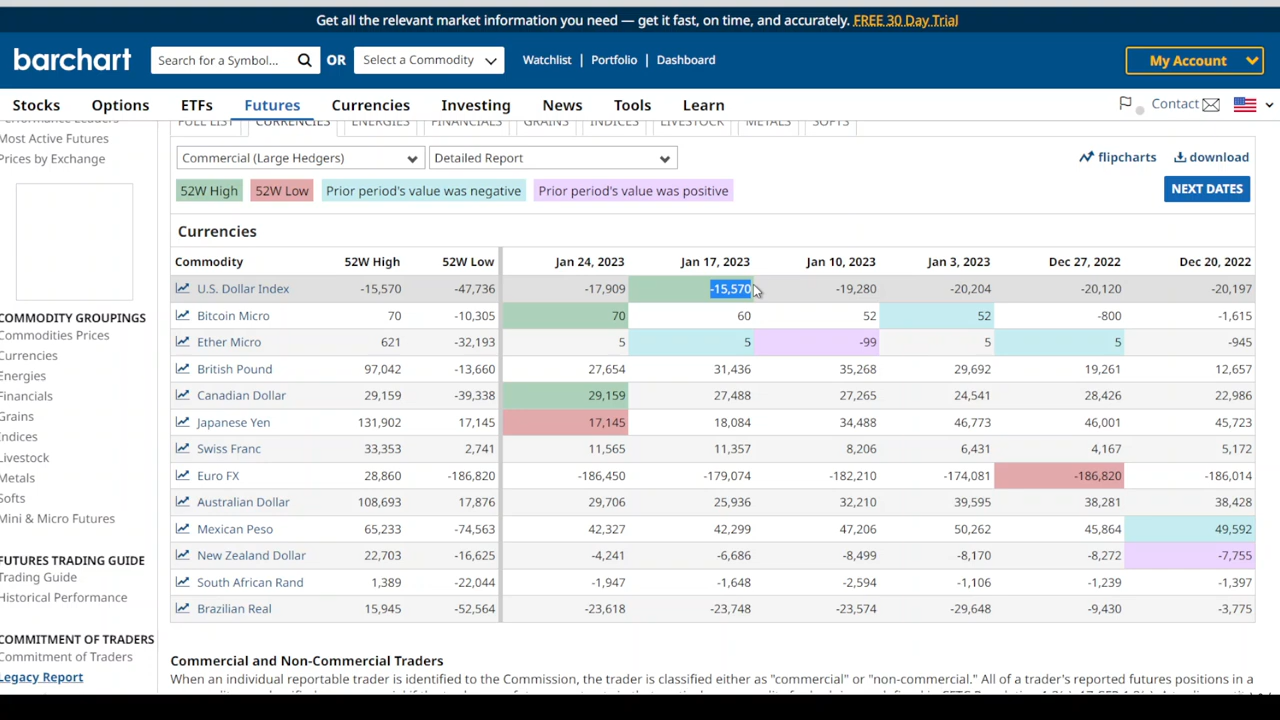 Get all the relevant market information you need — get it fast, on time, and accurately. FREE 30 Day Trial
barchart Search for a Symbol... OR Select a Commodity Watchlist | Portfolio | Dashboard My Account
Stocks Options ETFs Futures Currencies Investing News Tools Learn Contact
Performance Leaders
Most Active Futures
Prices by Exchange
COMMODITY GROUPINGS
Commodities Prices
Currencies
Energies
Financials
Grains
Indices
Livestock
Metals
Softs
Mini & Micro Futures
FUTURES TRADING GUIDE
Trading Guide
Historical Performance
COMMITMENT OF TRADERS
Commitment of Traders
Legacy Report
FULL LIST CURRENCIES ENERGIES FINANCIALS GRAINS INDICES LIVESTOCK METALS SOFTS
Commercial (Large Hedgers) Detailed Report flipcharts download
52W High 52W Low Prior period's value was negative Prior period's value was positive NEXT DATES
Currencies
Commodity 52W High 52W Low Jan 24, 2023 Jan 17, 2023 Jan 10, 2023 Jan 3, 2023 Dec 27, 2022 Dec 20, 2022
U.S. Dollar Index -15,570 -47,736 -17,909 -15,570 -19,280 -20,204 -20,120 -20,197
Bitcoin Micro 70 -10,305 70 60 52 52 -800 -1,615
Ether Micro 621 -32,193 5 5 -99 5 5 -945
British Pound 97,042 -13,660 27,654 31,436 35,268 29,692 19,261 12,657
Canadian Dollar 29,159 -39,338 29,159 27,488 27,265 24,541 28,426 22,986
Japanese Yen 131,902 17,145 17,145 18,084 34,488 46,773 46,001 45,723
Swiss Franc 33,353 2,741 11,565 11,357 8,206 6,431 4,167 5,172
Euro FX 28,860 -186,820 -186,450 -179,074 -182,210 -174,081 -186,820 -186,014
Australian Dollar 108,693 17,876 29,706 25,936 32,210 39,595 38,281 38,428
Mexican Peso 65,233 -74,563 42,327 42,299 47,206 50,262 45,864 49,592
New Zealand Dollar 22,703 -16,625 -4,241 -6,686 -8,499 -8,170 -8,272 -7,755
South African Rand 1,389 -22,044 -1,947 -1,648 -2,594 -1,106 -1,239 -1,397
Brazilian Real 15,945 -52,564 -23,618 -23,748 -23,574 -29,648 -9,430 -3,775
Commercial and Non-Commercial Traders
When an individual reportable trader is identified to the Commission, the trader is classified either as "commercial" or "non-commercial." All of a trader's reported futures positions in a